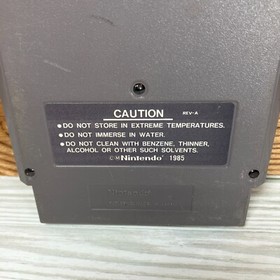 CAUTION REV-A
•DO NOT STORE IN EXTREME TEMPERATURES.
•DO NOT IMMERSE IN WATER.
•DO NOT CLEAN WITH BENZENE, THINNER,
ALCOHOL OR OTHER SUCH SOLVENTS.
©Nintendo 1985